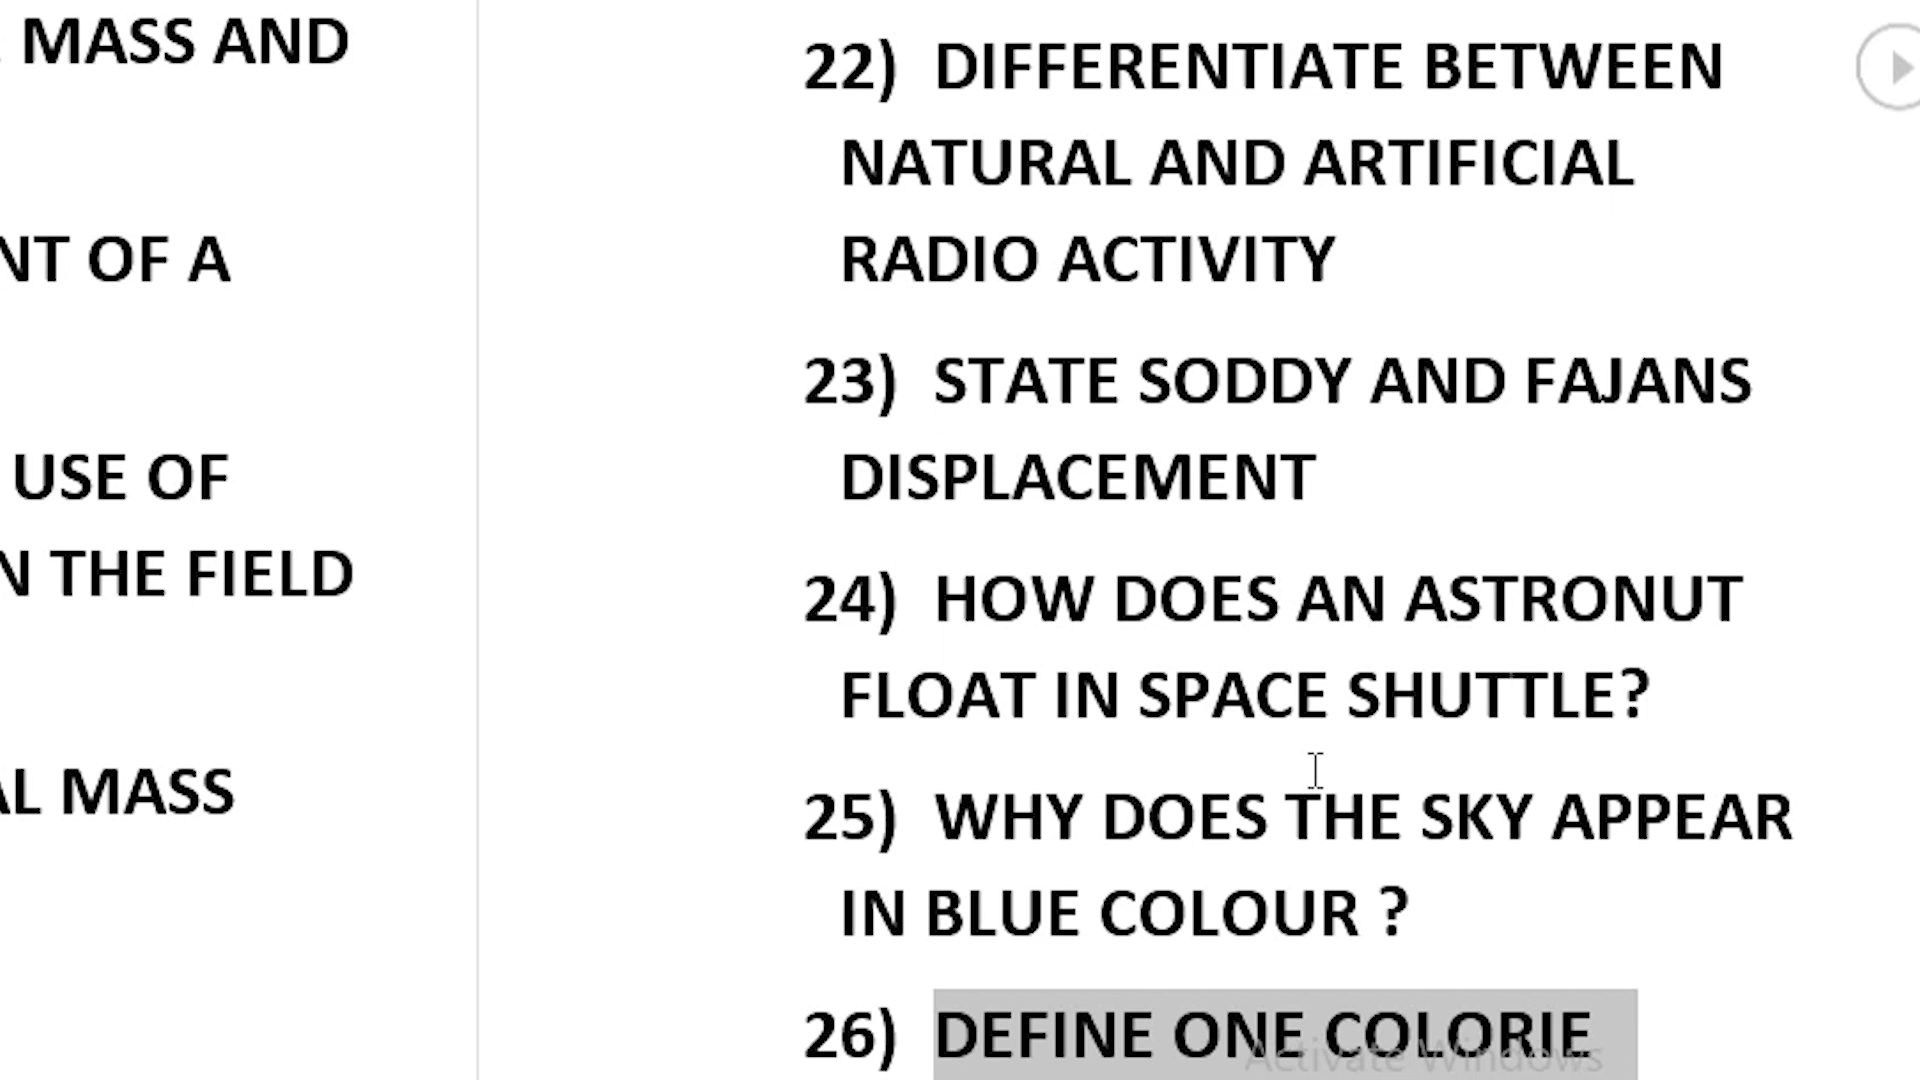 MASS AND
NT OF A
USE OF
N THE FIELD
AL MASS
22) DIFFERENTIATE BETWEEN
NATURAL AND ARTIFICIAL
RADIO ACTIVITY
23) STATE SODDY AND FAJANS
DISPLACEMENT
24) HOW DOES AN ASTRONUT
FLOAT IN SPACE SHUTTLE?
25) WHY DOES THE SKY APPEAR
IN BLUE COLOUR ?
26) DEFINE ONE COLORIE
Activate Windows